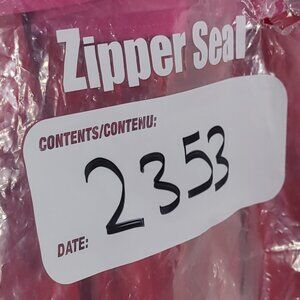 Zipper Seal
CONTENTS/CONTENU:
2353
DATE: